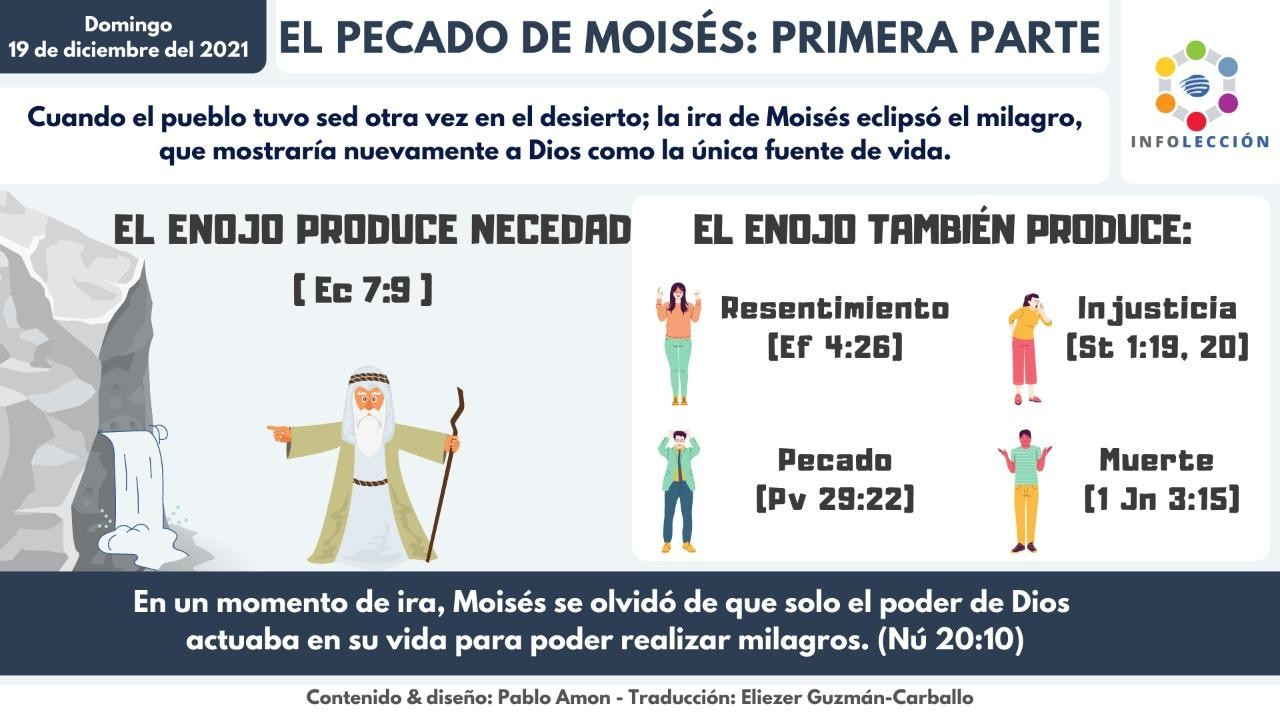 Domingo
19 de diciembre del 2021
EL PECADO DE MOISÉS: PRIMERA PARTE
INFOLECCIÓN
Cuando el pueblo tuvo sed otra vez en el desierto; la ira de Moisés eclipsó el milagro,
que mostraría nuevamente a Dios como la única fuente de vida.
EL ENOJO PRODUCE NECEDAD
[ Ec 7:9 ]
EL ENOJO TAMBIÉN PRODUCE:
Resentimiento
[Ef 4:26]
Injusticia
[St 1:19, 20]
Pecado
[Pv 29:22]
Muerte
[1 Jn 3:15]
En un momento de ira, Moisés se olvidó de que solo el poder de Dios
actuaba en su vida para poder realizar milagros. (Nú 20:10)
Contenido & diseño: Pablo Amon - Traducción: Eliezer Guzmán-Carballo